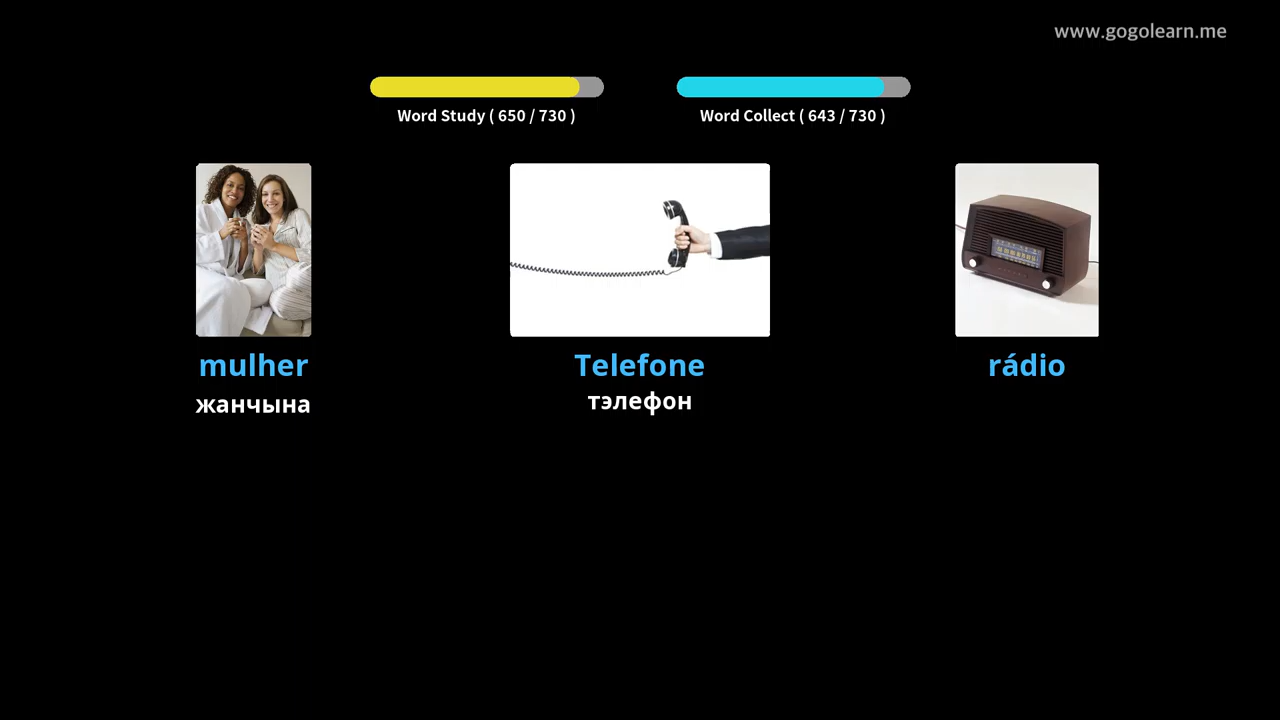 www.gogolearn.me
Word Study ( 650 / 730 )
Word Collect ( 643 / 730 )
mulher
жанчына
Telefone
тэлефон
rádio